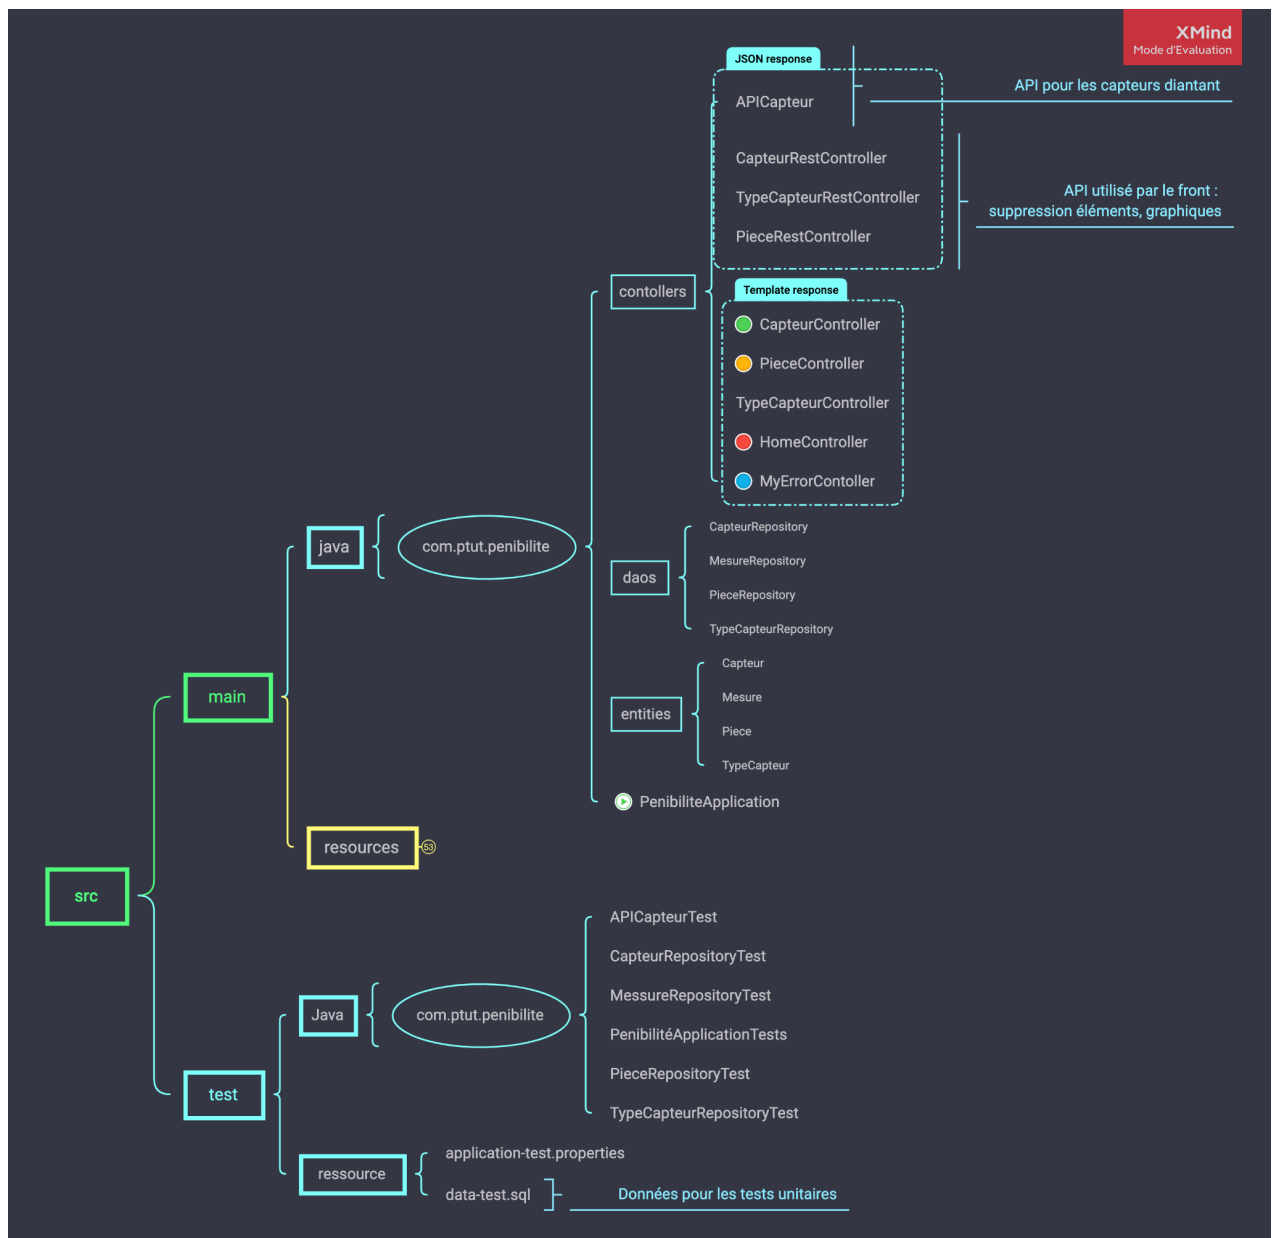 XMind
Mode d'Evaluation
JSON response
APICapteur
API pour les capteurs diantant
CapteurRestController
TypeCapteurRestController
PieceRestController
API utilisé par le front :
suppression éléments, graphiques
contollers
Template response
CapteurController
PieceController
TypeCapteurController
HomeController
MyErrorContoller
java
com.ptut.penibilite
daos
CapteurRepository
MesureRepository
PieceRepository
TypeCapteurRepository
entities
Capteur
Mesure
Piece
TypeCapteur
PenibiliteApplication
main
resources
53
src
APICapteurTest
CapteurRepositoryTest
MessureRepositoryTest
PenibilitéApplicationTests
PieceRepositoryTest
TypeCapteurRepositoryTest
Java
com.ptut.penibilite
test
ressource
application-test.properties
data-test.sql
Données pour les tests unitaires